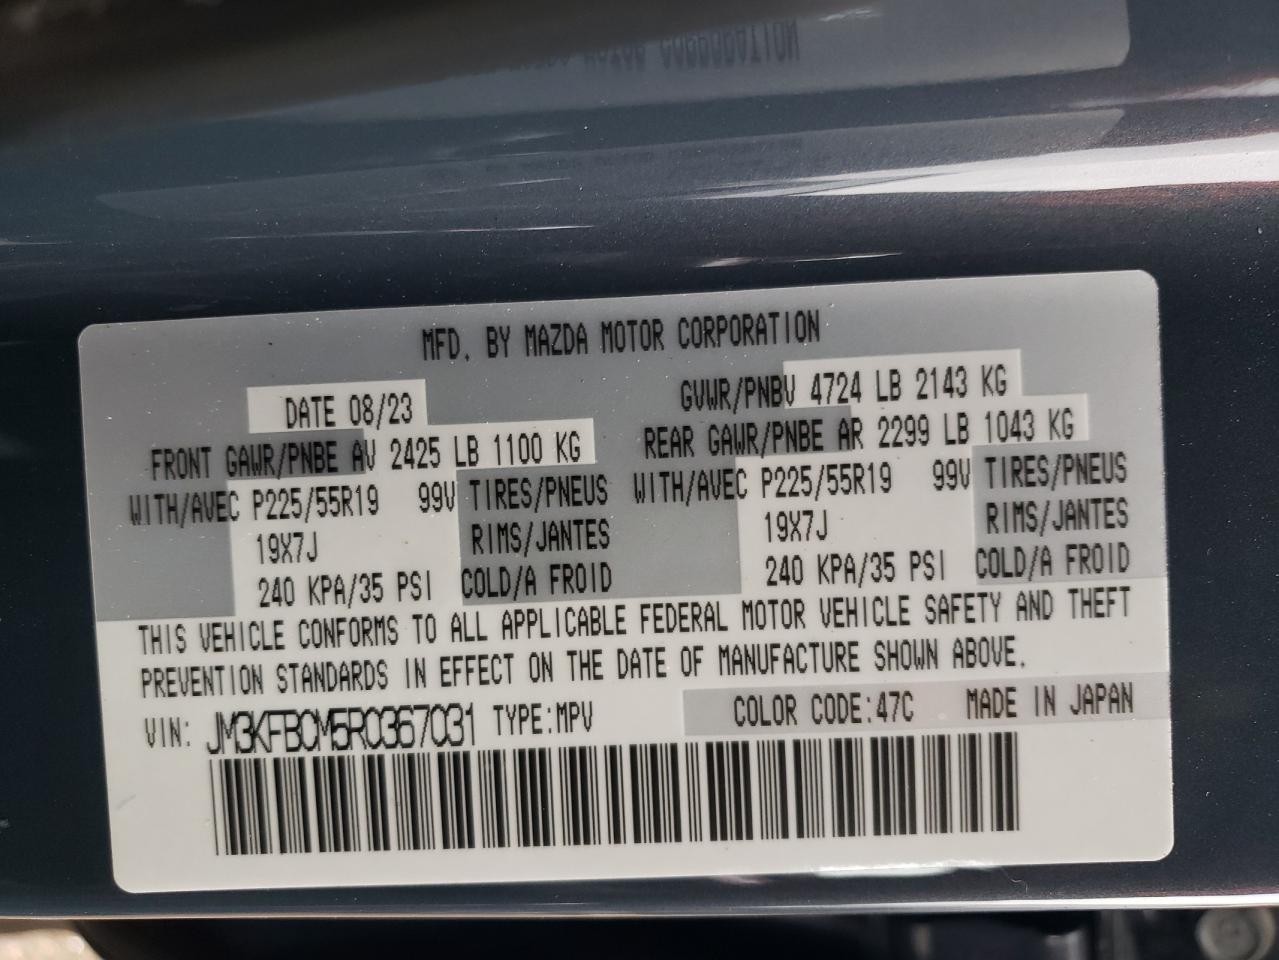 MFD. BY MAZDA MOTOR CORPORATION
DATE 08/23 GVWR/PNBV 4724 LB 2143 KG
FRONT GAWR/PNBE AV 2425 LB 1100 KG REAR GAWR/PNBE AR 2299 LB 1043 KG
WITH/AVEC P225/55R19 99V TIRES/PNEUS WITH/AVEC P225/55R19 99V TIRES/PNEUS
19X7J RIMS/JANTES 19X7J RIMS/JANTES
240 KPA/35 PSI COLD/A FROID 240 KPA/35 PSI COLD/A FROID
THIS VEHICLE CONFORMS TO ALL APPLICABLE FEDERAL MOTOR VEHICLE SAFETY AND THEFT
PREVENTION STANDARDS IN EFFECT ON THE DATE OF MANUFACTURE SHOWN ABOVE.
VIN: JM3KFBCM5R0367031 TYPE:MPV COLOR CODE:47C MADE IN JAPAN